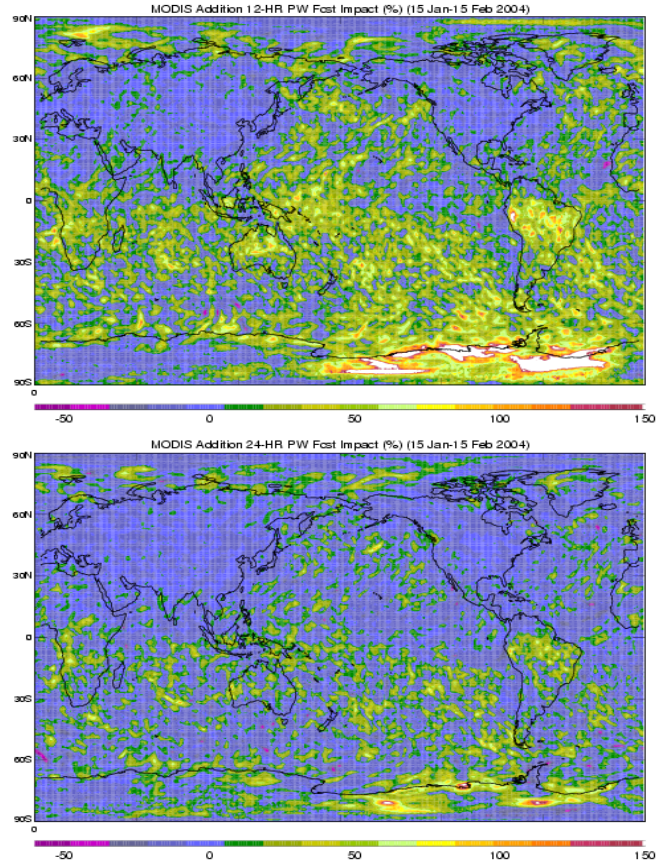 MODIS Addition 12-HR PW Fcst Impact (%) (15 Jan-15 Feb 2004)
90N
60N
30N
0
30S
60S
90S
0
-50 0 50 100 150
MODIS Addition 24-HR PW Fcst Impact (%) (15 Jan-15 Feb 2004)
90N
60N
30N
0
30S
60S
90S
0
-50 0 50 100 150